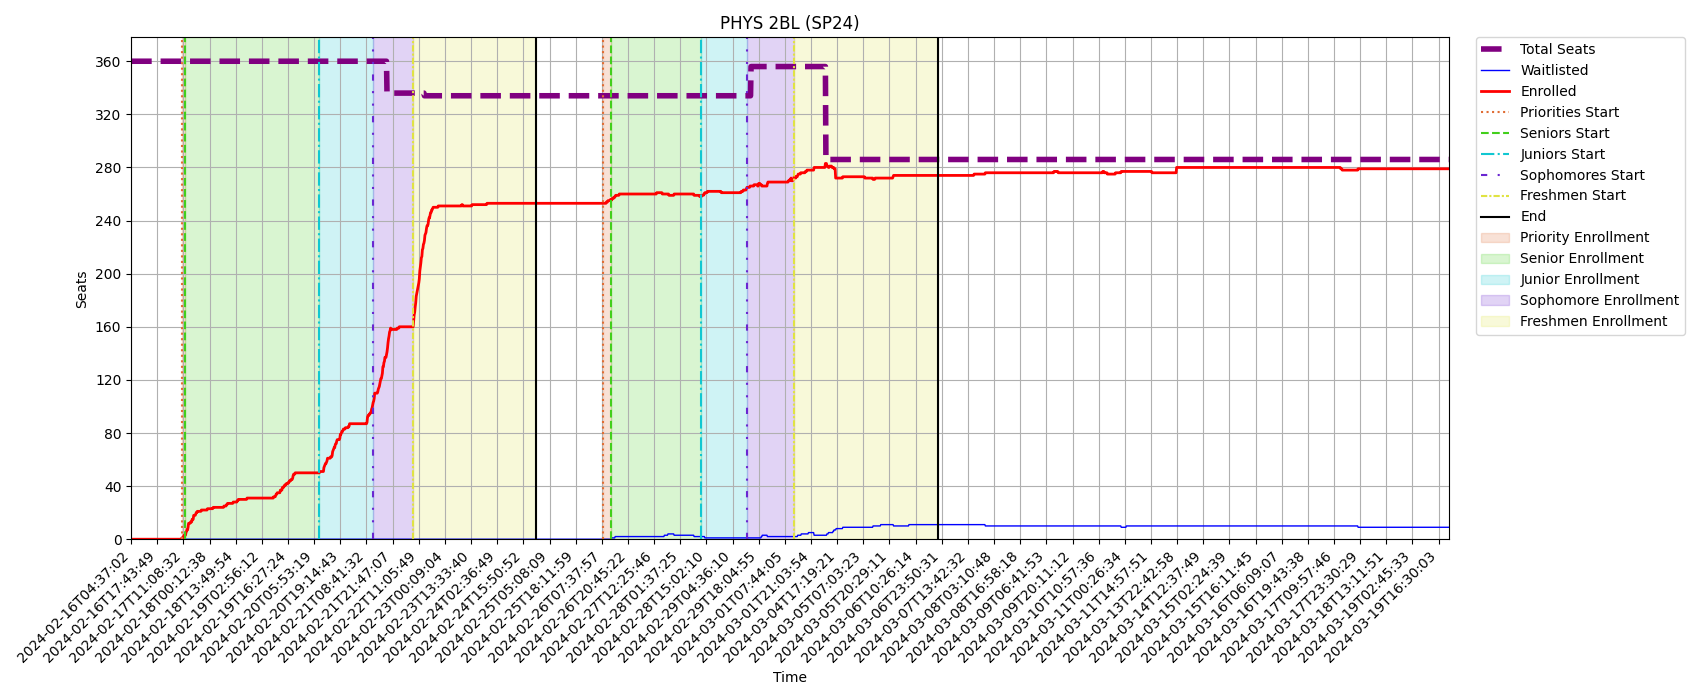 PHYS 2BL (SP24)
Seats
360
320
280
240
200
160
120
80
40
0
2024-02-16T04:37:02
2024-02-16T17:43:49
2024-02-17T11:08:32
2024-02-18T00:12:38
2024-02-18T13:49:54
2024-02-19T02:56:12
2024-02-19T16:27:24
2024-02-20T05:53:19
2024-02-20T19:14:43
2024-02-21T08:41:32
2024-02-21T21:47:07
2024-02-22T11:05:49
2024-02-23T00:09:04
2024-02-23T13:33:40
2024-02-24T02:36:49
2024-02-24T15:50:52
2024-02-25T05:08:09
2024-02-25T18:11:59
2024-02-26T07:37:57
2024-02-26T20:45:22
2024-02-27T12:25:46
2024-02-28T01:37:25
2024-02-28T15:02:10
2024-02-29T04:36:10
2024-02-29T18:04:55
2024-03-01T07:44:05
2024-03-01T21:03:54
2024-03-04T17:19:21
2024-03-05T07:03:23
2024-03-05T20:29:11
2024-03-06T10:26:14
2024-03-06T23:50:31
2024-03-07T13:42:32
2024-03-08T03:10:48
2024-03-08T16:58:18
2024-03-09T06:41:53
2024-03-09T20:11:12
2024-03-10T10:57:36
2024-03-11T00:26:34
2024-03-11T14:57:51
2024-03-13T22:42:58
2024-03-14T12:37:49
2024-03-15T02:24:39
2024-03-15T16:11:45
2024-03-16T06:09:07
2024-03-16T19:43:38
2024-03-17T09:57:46
2024-03-17T23:30:29
2024-03-18T13:11:51
2024-03-19T02:45:33
2024-03-19T16:30:03
Time
Total Seats
Waitlisted
Enrolled
Priorities Start
Seniors Start
Juniors Start
Sophomores Start
Freshmen Start
End
Priority Enrollment
Senior Enrollment
Junior Enrollment
Sophomore Enrollment
Freshmen Enrollment